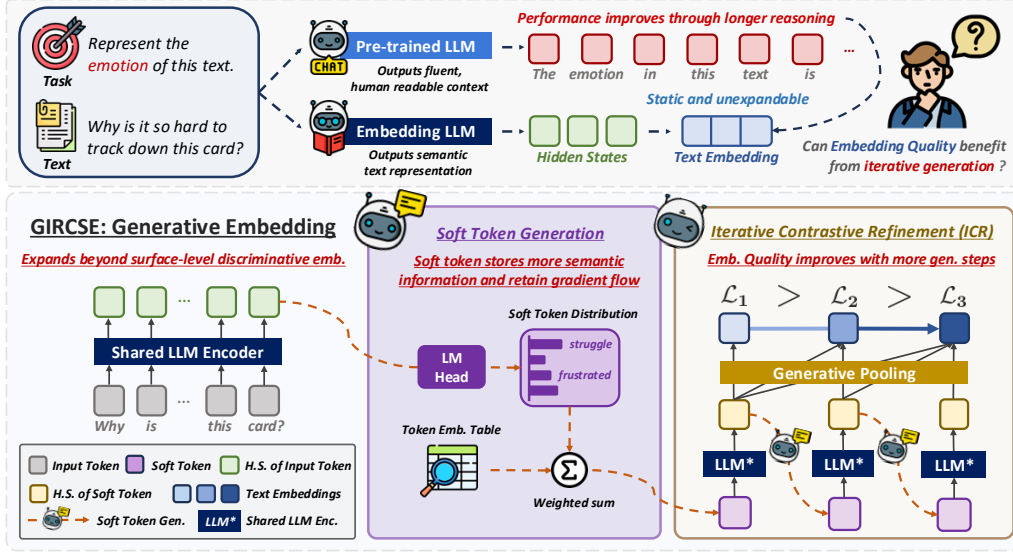 Represent the
emotion of this text.
Task
Why is it so hard to
track down this card?
Text
CHAT
Pre-trained LLM
Outputs fluent,
human readable context
Embedding LLM
Outputs semantic
text representation
Performance improves through longer reasoning
...
The emotion in this text is
Static and unexpandable
Hidden States
Text Embedding
?
Can Embedding Quality benefit
from iterative generation ?
GIRCSE: Generative Embedding
Expands beyond surface-level discriminative emb.
...
Shared LLM Encoder
...
Why is this card?
Input Token
Soft Token
H.S. of Input Token
H.S. of Soft Token
Text Embeddings
Soft Token Gen.
LLM*
Shared LLM Enc.
Soft Token Generation
Soft token stores more semantic
information and retain gradient flow
Soft Token Distribution
struggle
frustrated
LM
Head
Token Emb. Table
Σ
Weighted sum
Iterative Contrastive Refinement (ICR)
Emb. Quality improves with more gen. steps
ℒ₁ > ℒ₂ > ℒ₃
Generative Pooling
LLM* LLM* LLM*